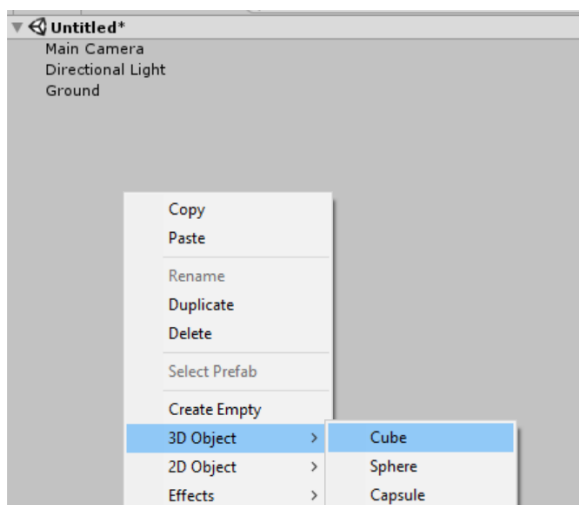 Untitled*
Main Camera
Directional Light
Ground
Copy
Paste
Rename
Duplicate
Delete
Select Prefab
Create Empty
3D Object >
Cube
2D Object >
Sphere
Effects >
Capsule